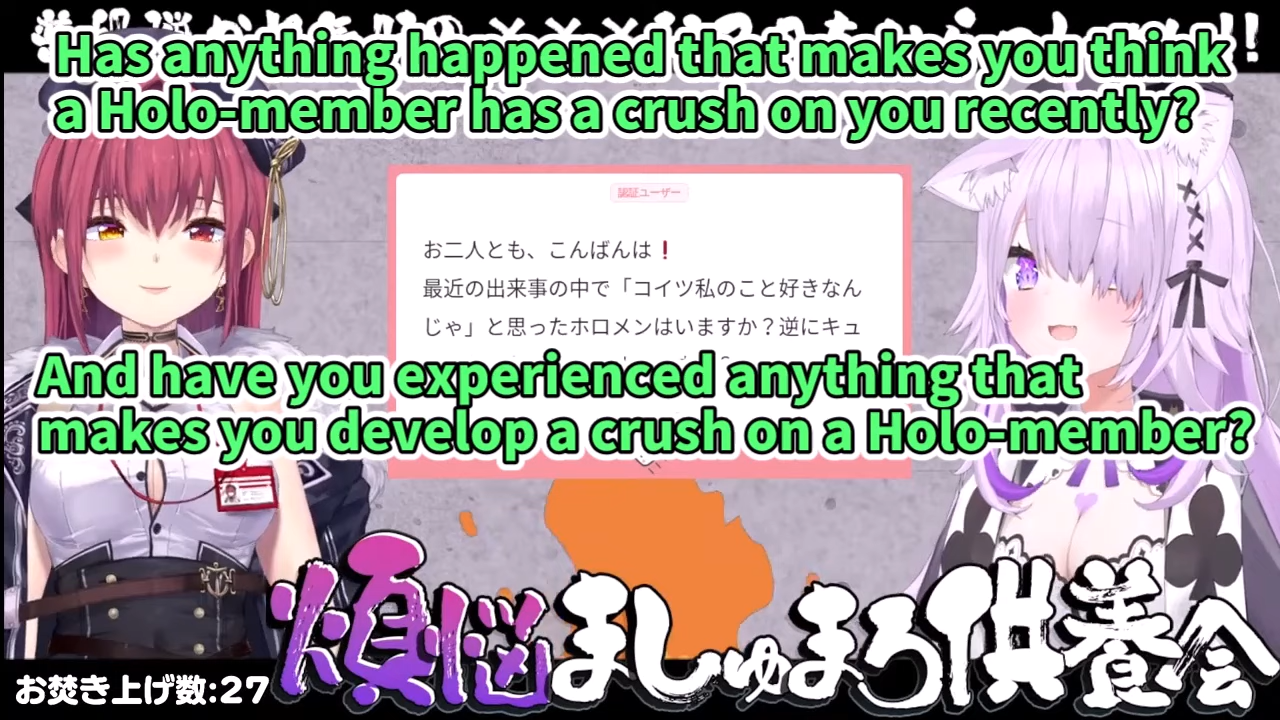 Has anything happened that makes you think
a Holo-member has a crush on you recently?
認証ユーザー
お二人とも、こんばんは❗
最近の出来事の中で「コイツ私のこと好きなん
じゃ」と思ったホロメンはいますか？逆にキュ
And have you experienced anything that
makes you develop a crush on a Holo-member?
煩悩ましゅまろ供養会
お焚き上げ数:27